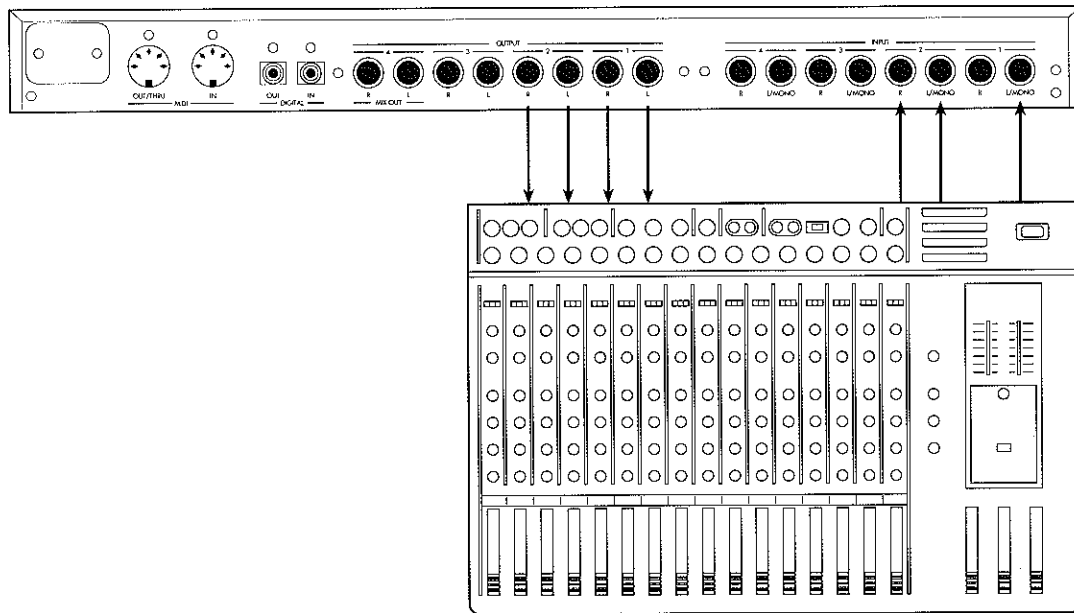 OUTPUT
INPUT
4 3 2 1
4 3 2 1
OUT/THRU IN
MIDI
OUT IN
DIGITAL
R L R L R L R L
MIX OUT
R L/MONO R L/MONO R L/MONO R L/MONO